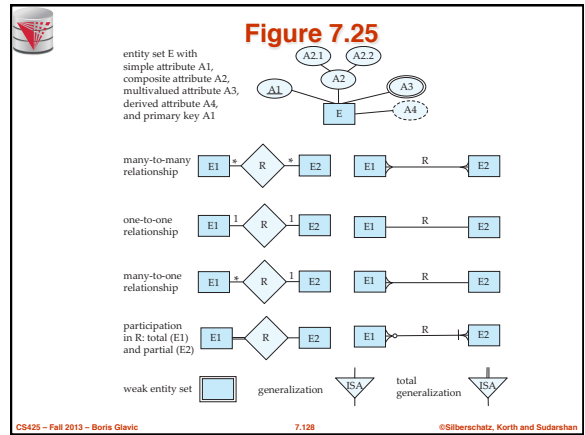 Figure 7.25
entity set E with
simple attribute A1,
composite attribute A2,
multivalued attribute A3,
derived attribute A4,
and primary key A1
A2.1 A2.2
A2
A1 A3
E A4
many-to-many
relationship
E1 * R * E2 E1 R E2
one-to-one
relationship
E1 1 R 1 E2 E1 R E2
many-to-one
relationship
E1 * R 1 E2 E1 R E2
participation
in R: total (E1)
and partial (E2)
E1 R E2 E1 R E2
weak entity set generalization ISA total
generalization ISA
CS425 – Fall 2013 – Boris Glavic 7.128 ©Silberschatz, Korth and Sudarshan